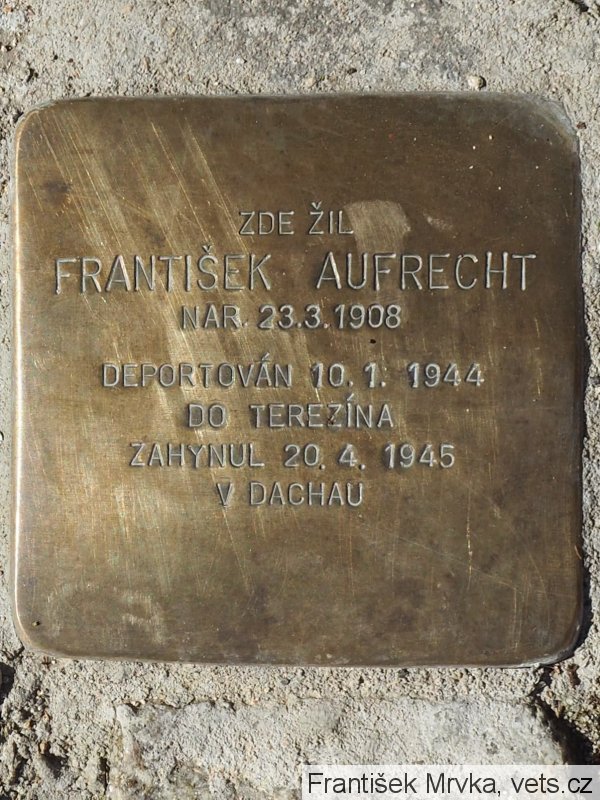 ZDE ŽIL
FRANTIŠEK AUFRECHT
NAR. 23.3.1908
DEPORTOVÁN 10. 1. 1944
DO TEREZÍNA
ZAHYNUL 20. 4. 1945
V DACHAU
František Mrvka, vets.cz